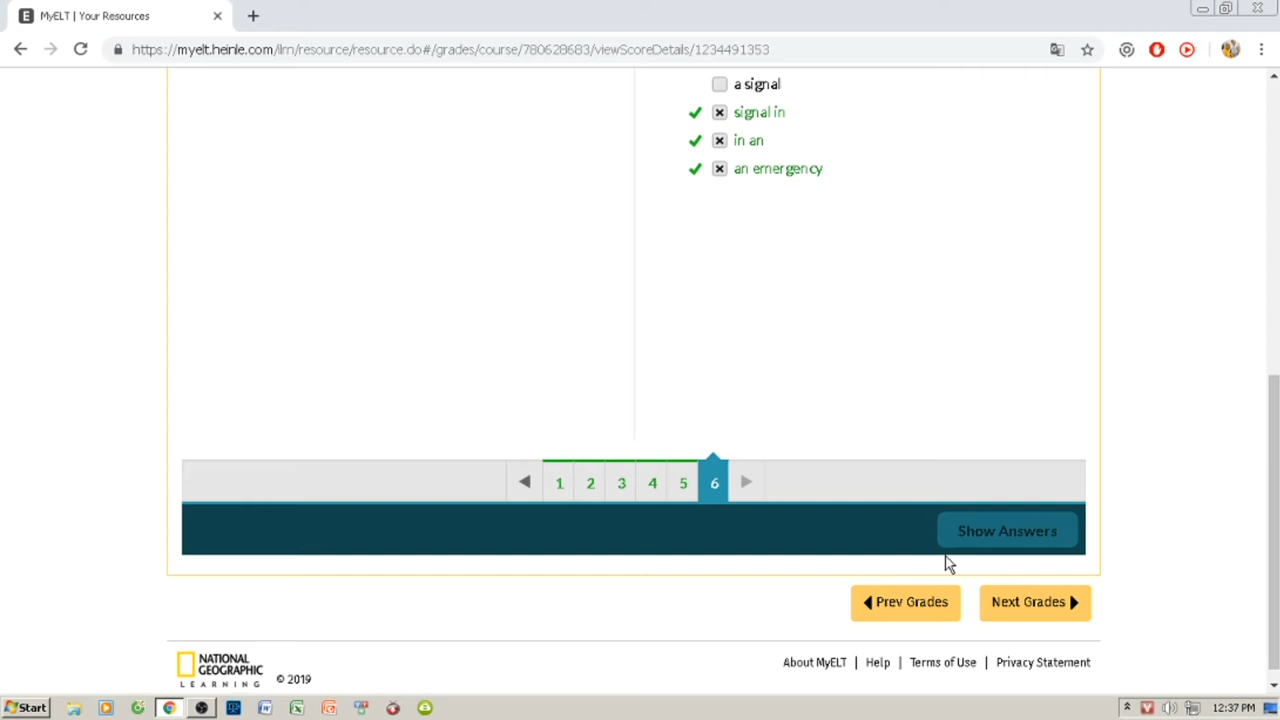 MyELT | Your Resources
https://myelt.heinle.com/ilrn/resource/resource.do#/grades/course/780628683/viewScoreDetails/1234491353
a signal
signal in
in an
an emergency
1 2 3 4 5 6
Show Answers
Prev Grades
Next Grades
NATIONAL
GEOGRAPHIC
LEARNING
© 2019
About MyELT | Help | Terms of Use | Privacy Statement
Start
12:37 PM